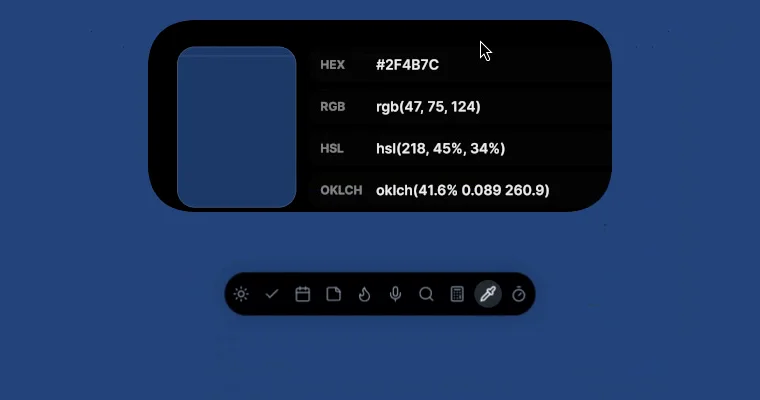 HEX #2F4B7C
RGB rgb(47, 75, 124)
HSL hsl(218, 45%, 34%)
OKLCH oklch(41.6% 0.089 260.9)